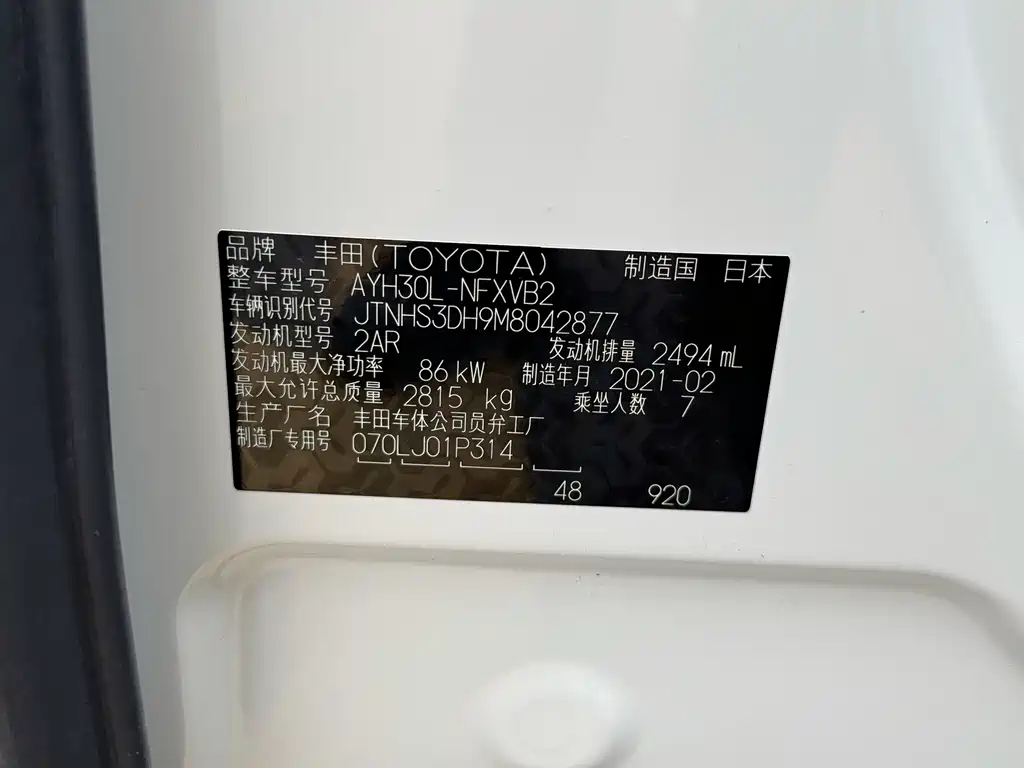 品牌 丰田(TOYOTA) 制造国 日本
整车型号 AYH30L-NFXVB2
车辆识别代号 JTNHS3DH9M8042877
发动机型号 2AR 发动机排量 2494 mL
发动机最大净功率 86 kW 制造年月 2021-02
最大允许总质量 2815 kg 乘坐人数 7
生产厂名 丰田车体公司员弁工厂
制造厂专用号 070LJ01P314
48 920